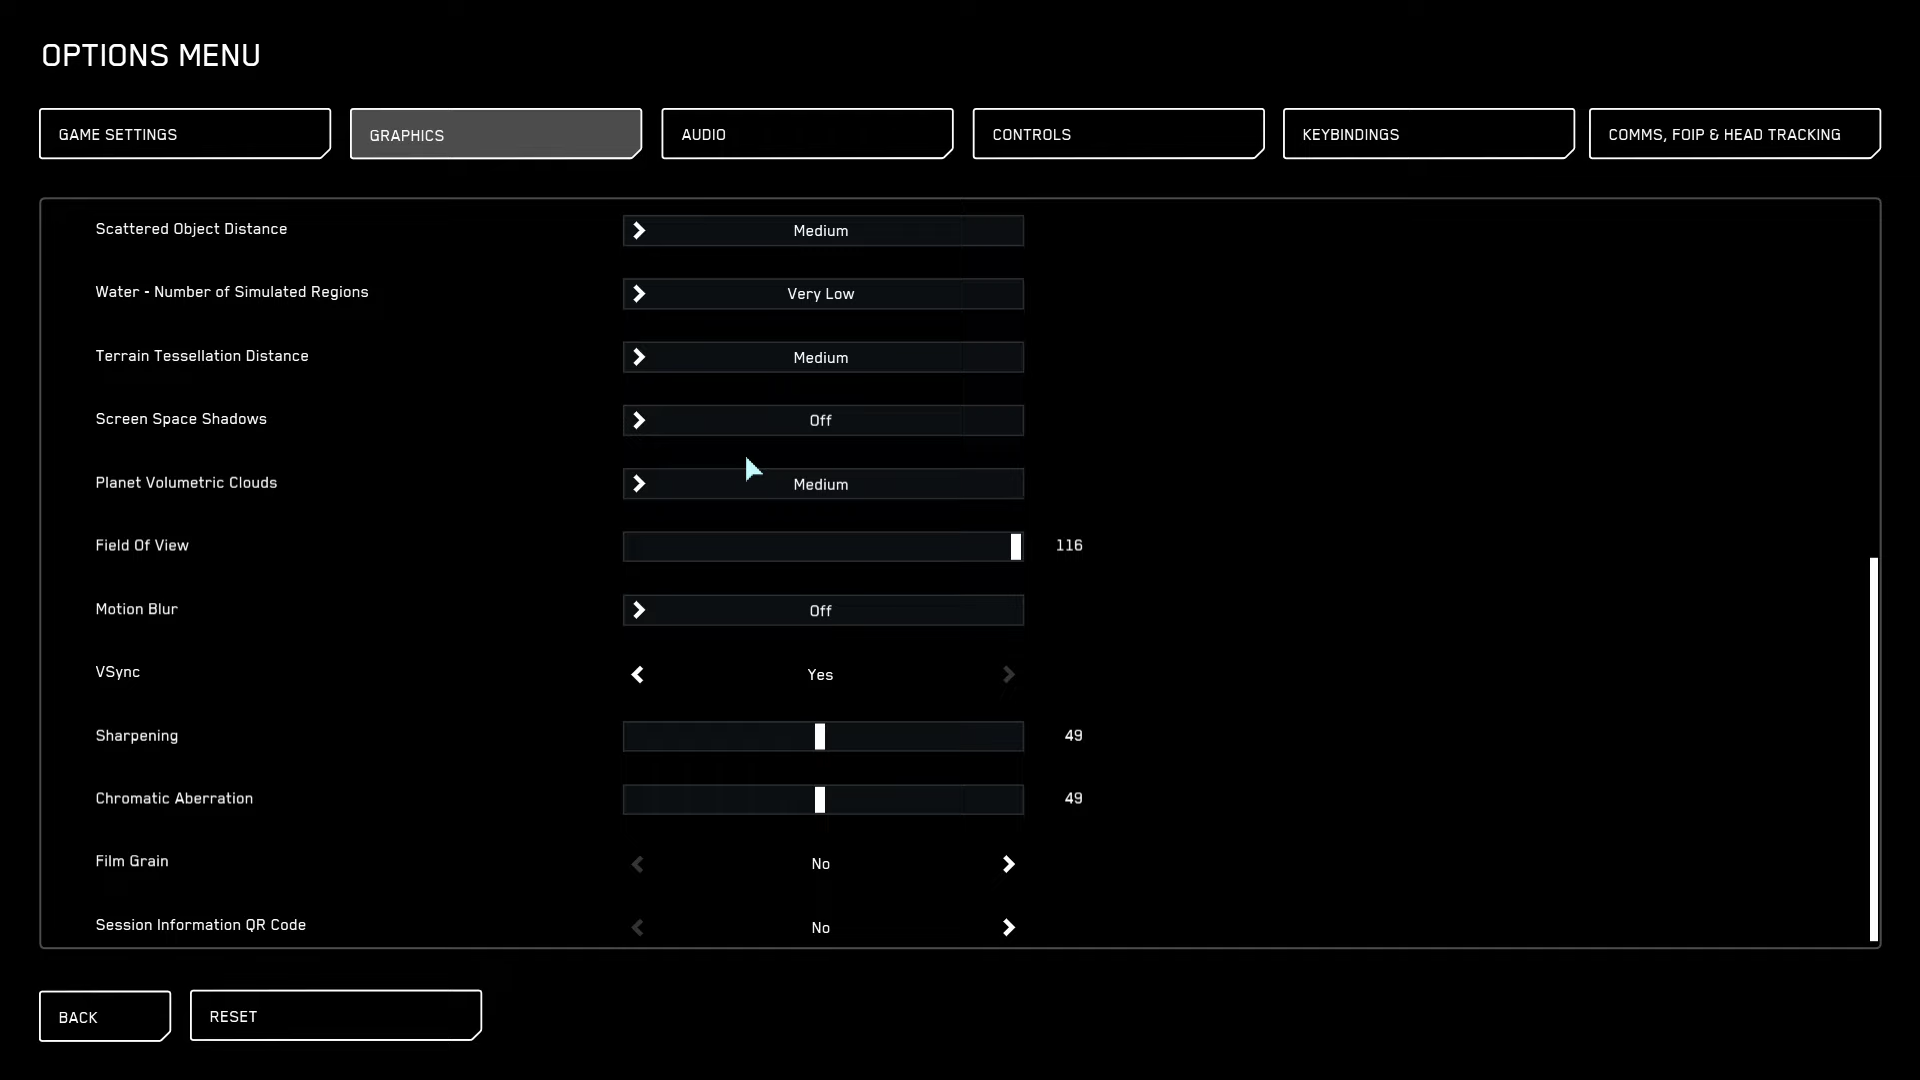 OPTIONS MENU
GAME SETTINGS
GRAPHICS
AUDIO
CONTROLS
KEYBINDINGS
COMMS, FOIP & HEAD TRACKING
Scattered Object Distance
Medium
Water - Number of Simulated Regions
Very Low
Terrain Tessellation Distance
Medium
Screen Space Shadows
Off
Planet Volumetric Clouds
Medium
Field Of View
116
Motion Blur
Off
VSync
Yes
Sharpening
49
Chromatic Aberration
49
Film Grain
No
Session Information QR Code
No
BACK
RESET